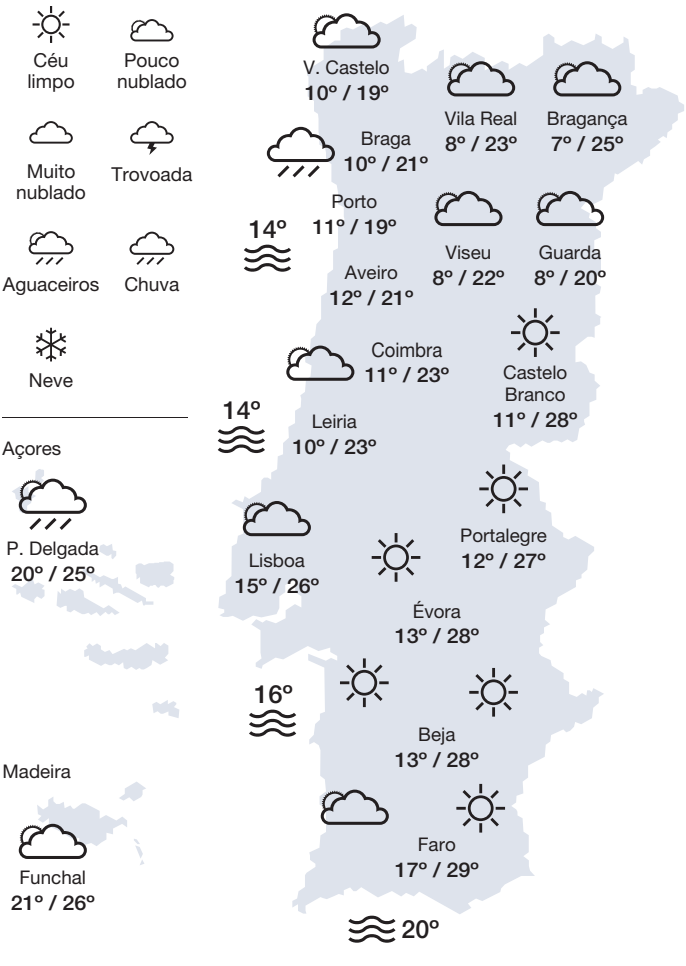 Céu
limpo
Pouco
nublado
Muito
nublado
Trovoada
Aguaceiros
Chuva
Neve
Açores
P. Delgada
20º / 25º
Madeira
Funchal
21º / 26º
V. Castelo
10º / 19º
Vila Real
8º / 23º
Bragança
7º / 25º
Braga
10º / 21º
Porto
11º / 19º
14º
Viseu
8º / 22º
Guarda
8º / 20º
Aveiro
12º / 21º
Coimbra
11º / 23º
Castelo
Branco
11º / 28º
14º
Leiria
10º / 23º
Lisboa
15º / 26º
Portalegre
12º / 27º
Évora
13º / 28º
16º
Beja
13º / 28º
Faro
17º / 29º
20º